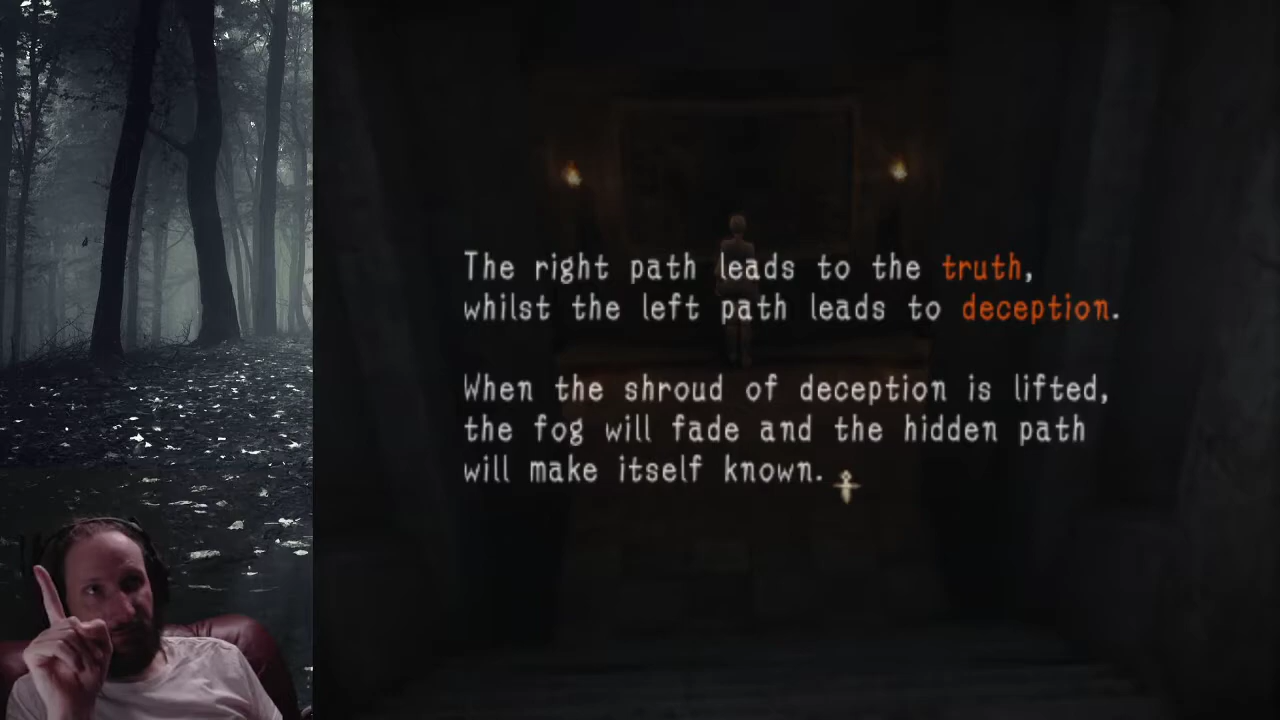 The right path leads to the truth,
whilst the left path leads to deception.
When the shroud of deception is lifted,
the fog will fade and the hidden path
will make itself known.